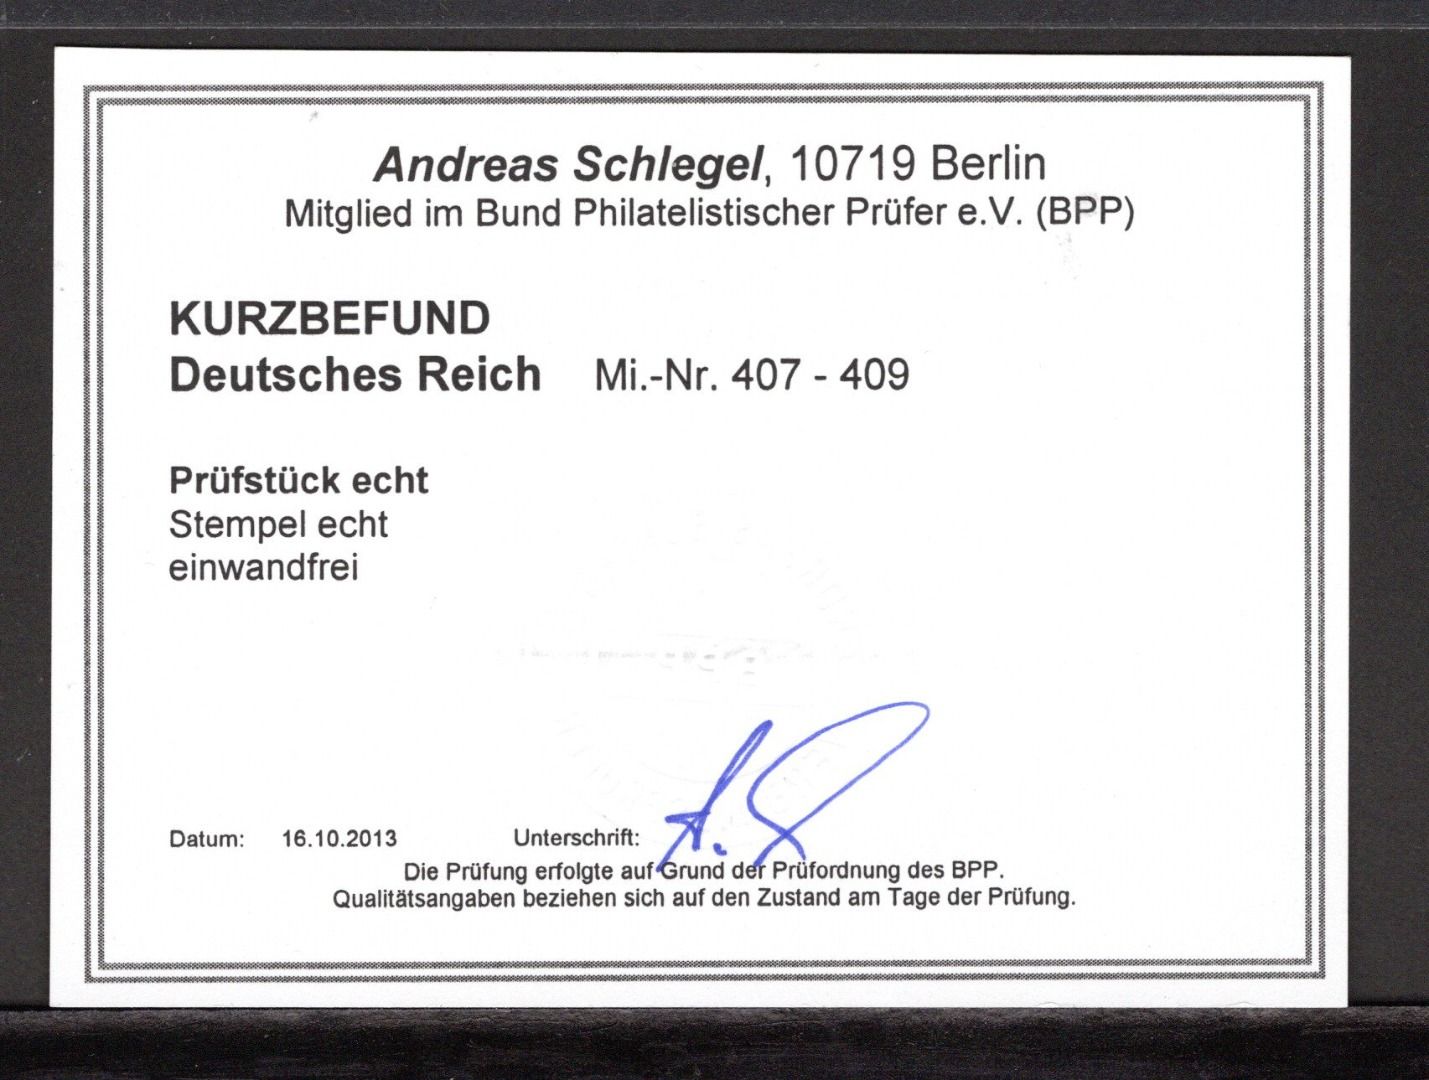 Andreas Schlegel, 10719 Berlin
Mitglied im Bund Philatelistischer Prüfer e.V. (BPP)
KURZBEFUND
Deutsches Reich Mi.-Nr. 407 - 409
Prüfstück echt
Stempel echt
einwandfrei
Datum: 16.10.2013 Unterschrift:
Die Prüfung erfolgte auf Grund der Prüfordnung des BPP.
Qualitätsangaben beziehen sich auf den Zustand am Tage der Prüfung.